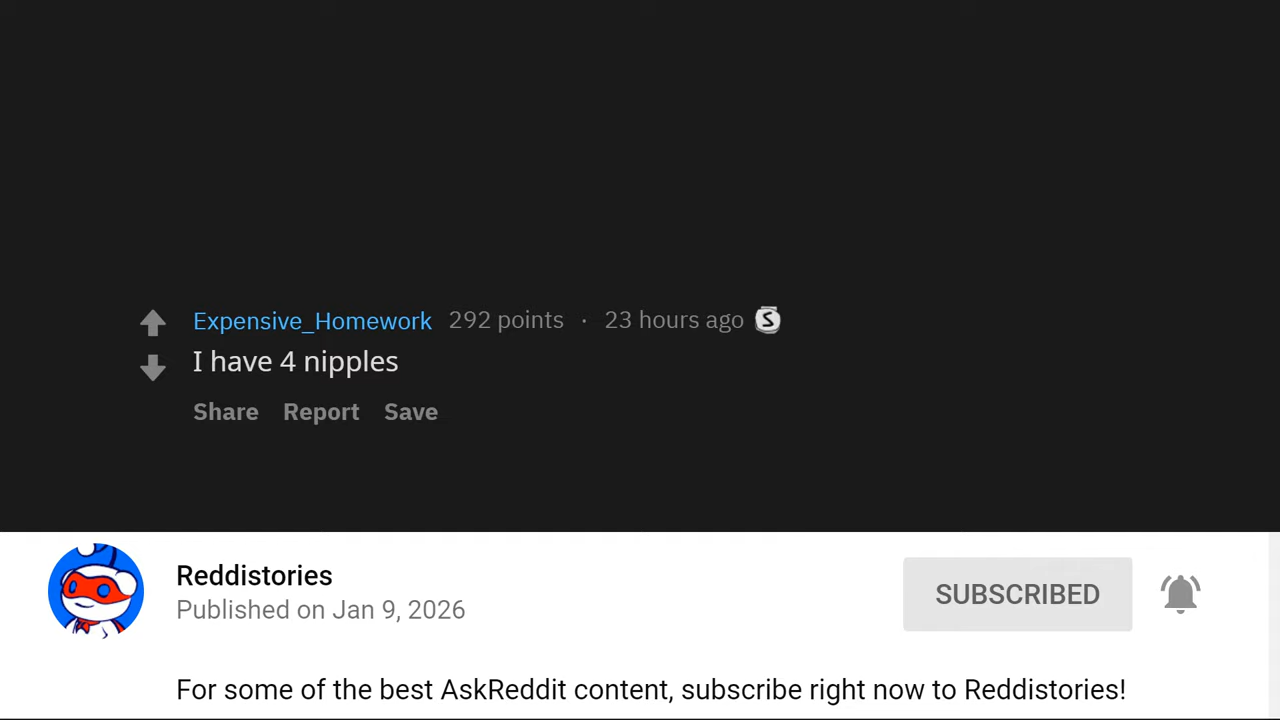 Expensive_Homework 292 points · 23 hours ago S
I have 4 nipples
Share Report Save
Reddistories
Published on Jan 9, 2026
SUBSCRIBED
For some of the best AskReddit content, subscribe right now to Reddistories!